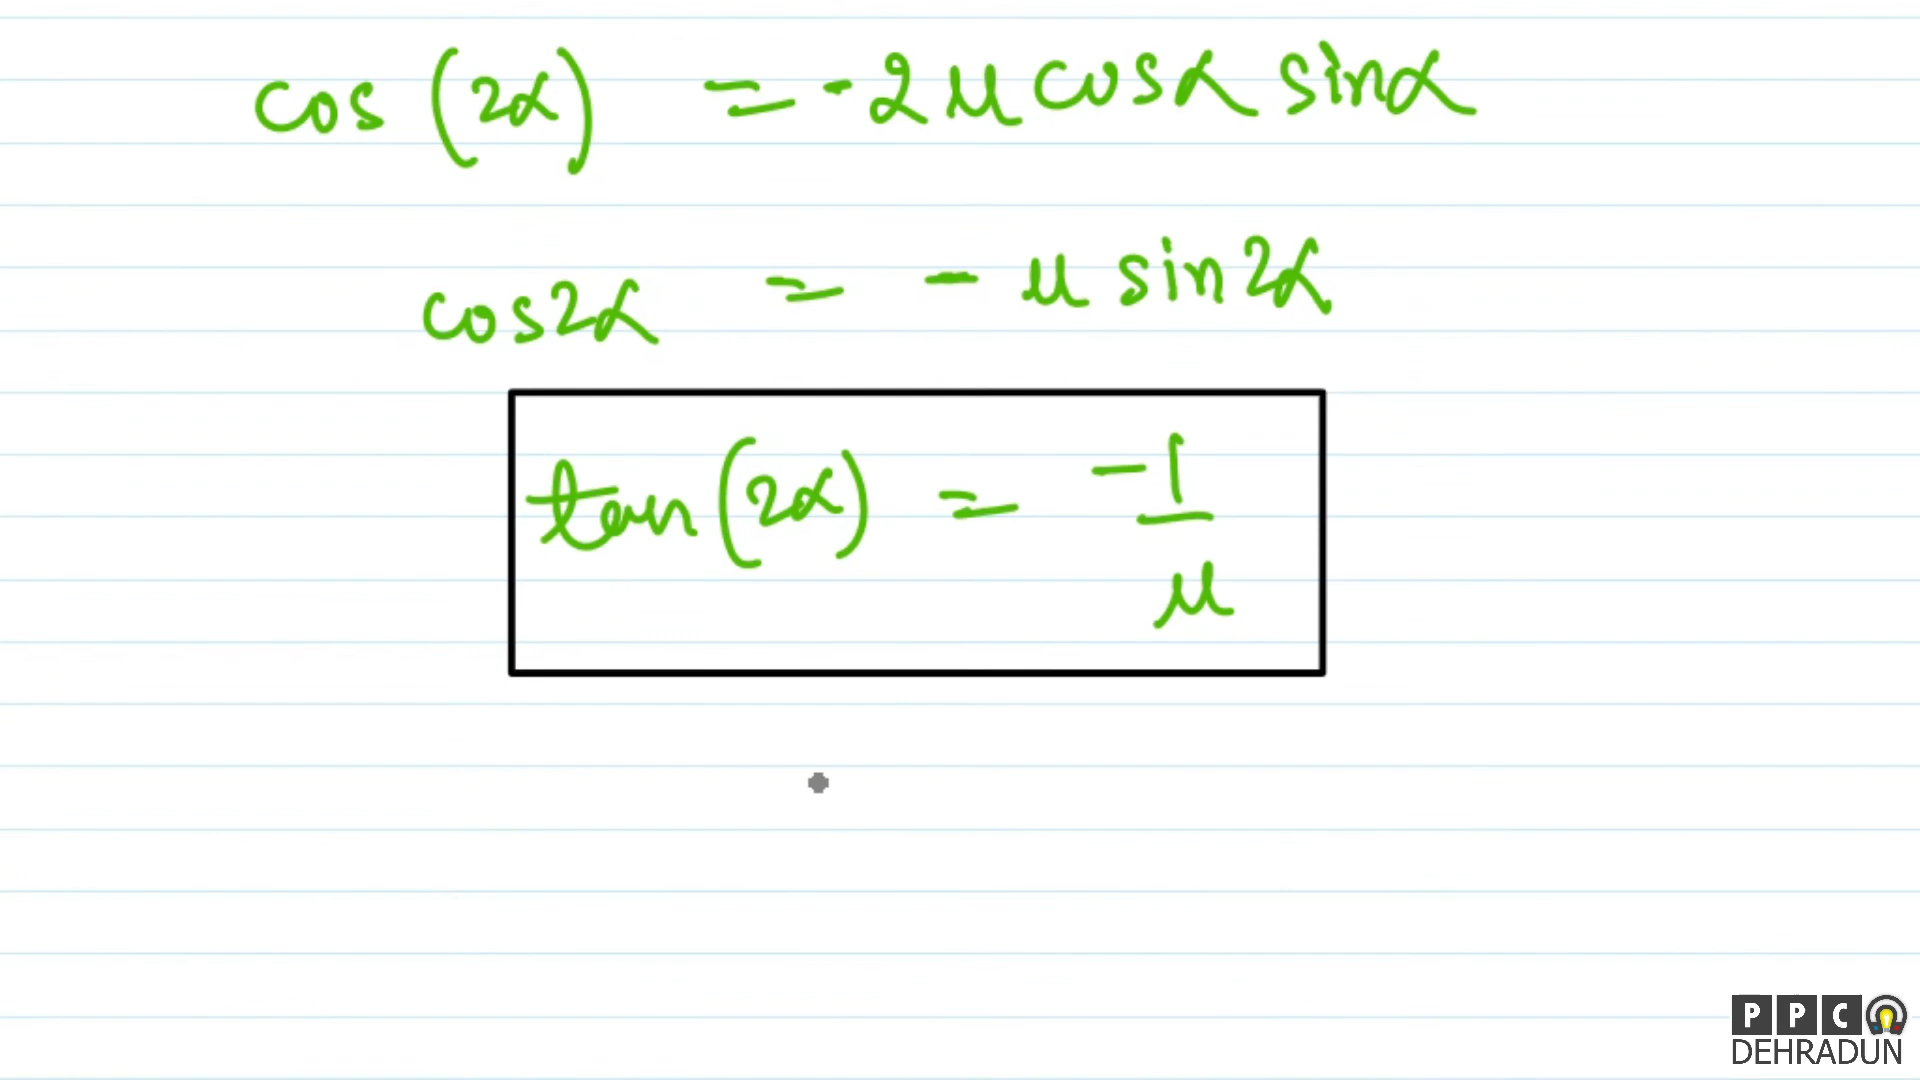 cos (2α) = -2μ cosα sinα
cos2α = - μ sin2α
tan (2α) = -1/μ
PPC
DEHRADUN